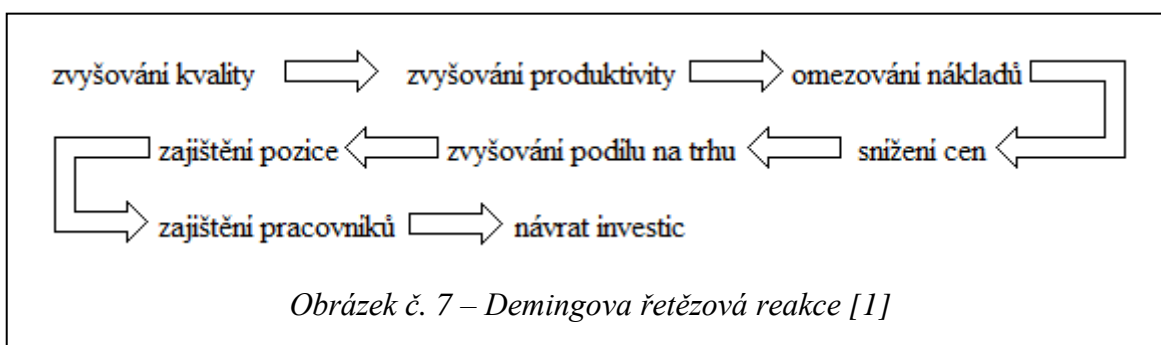 zvyšování kvality zvyšování produktivity omezování nákladů
zajištění pozice zvyšování podílu na trhu snížení cen
zajištění pracovníků návrat investic
Obrázek č. 7 – Demingova řetězová reakce [1]